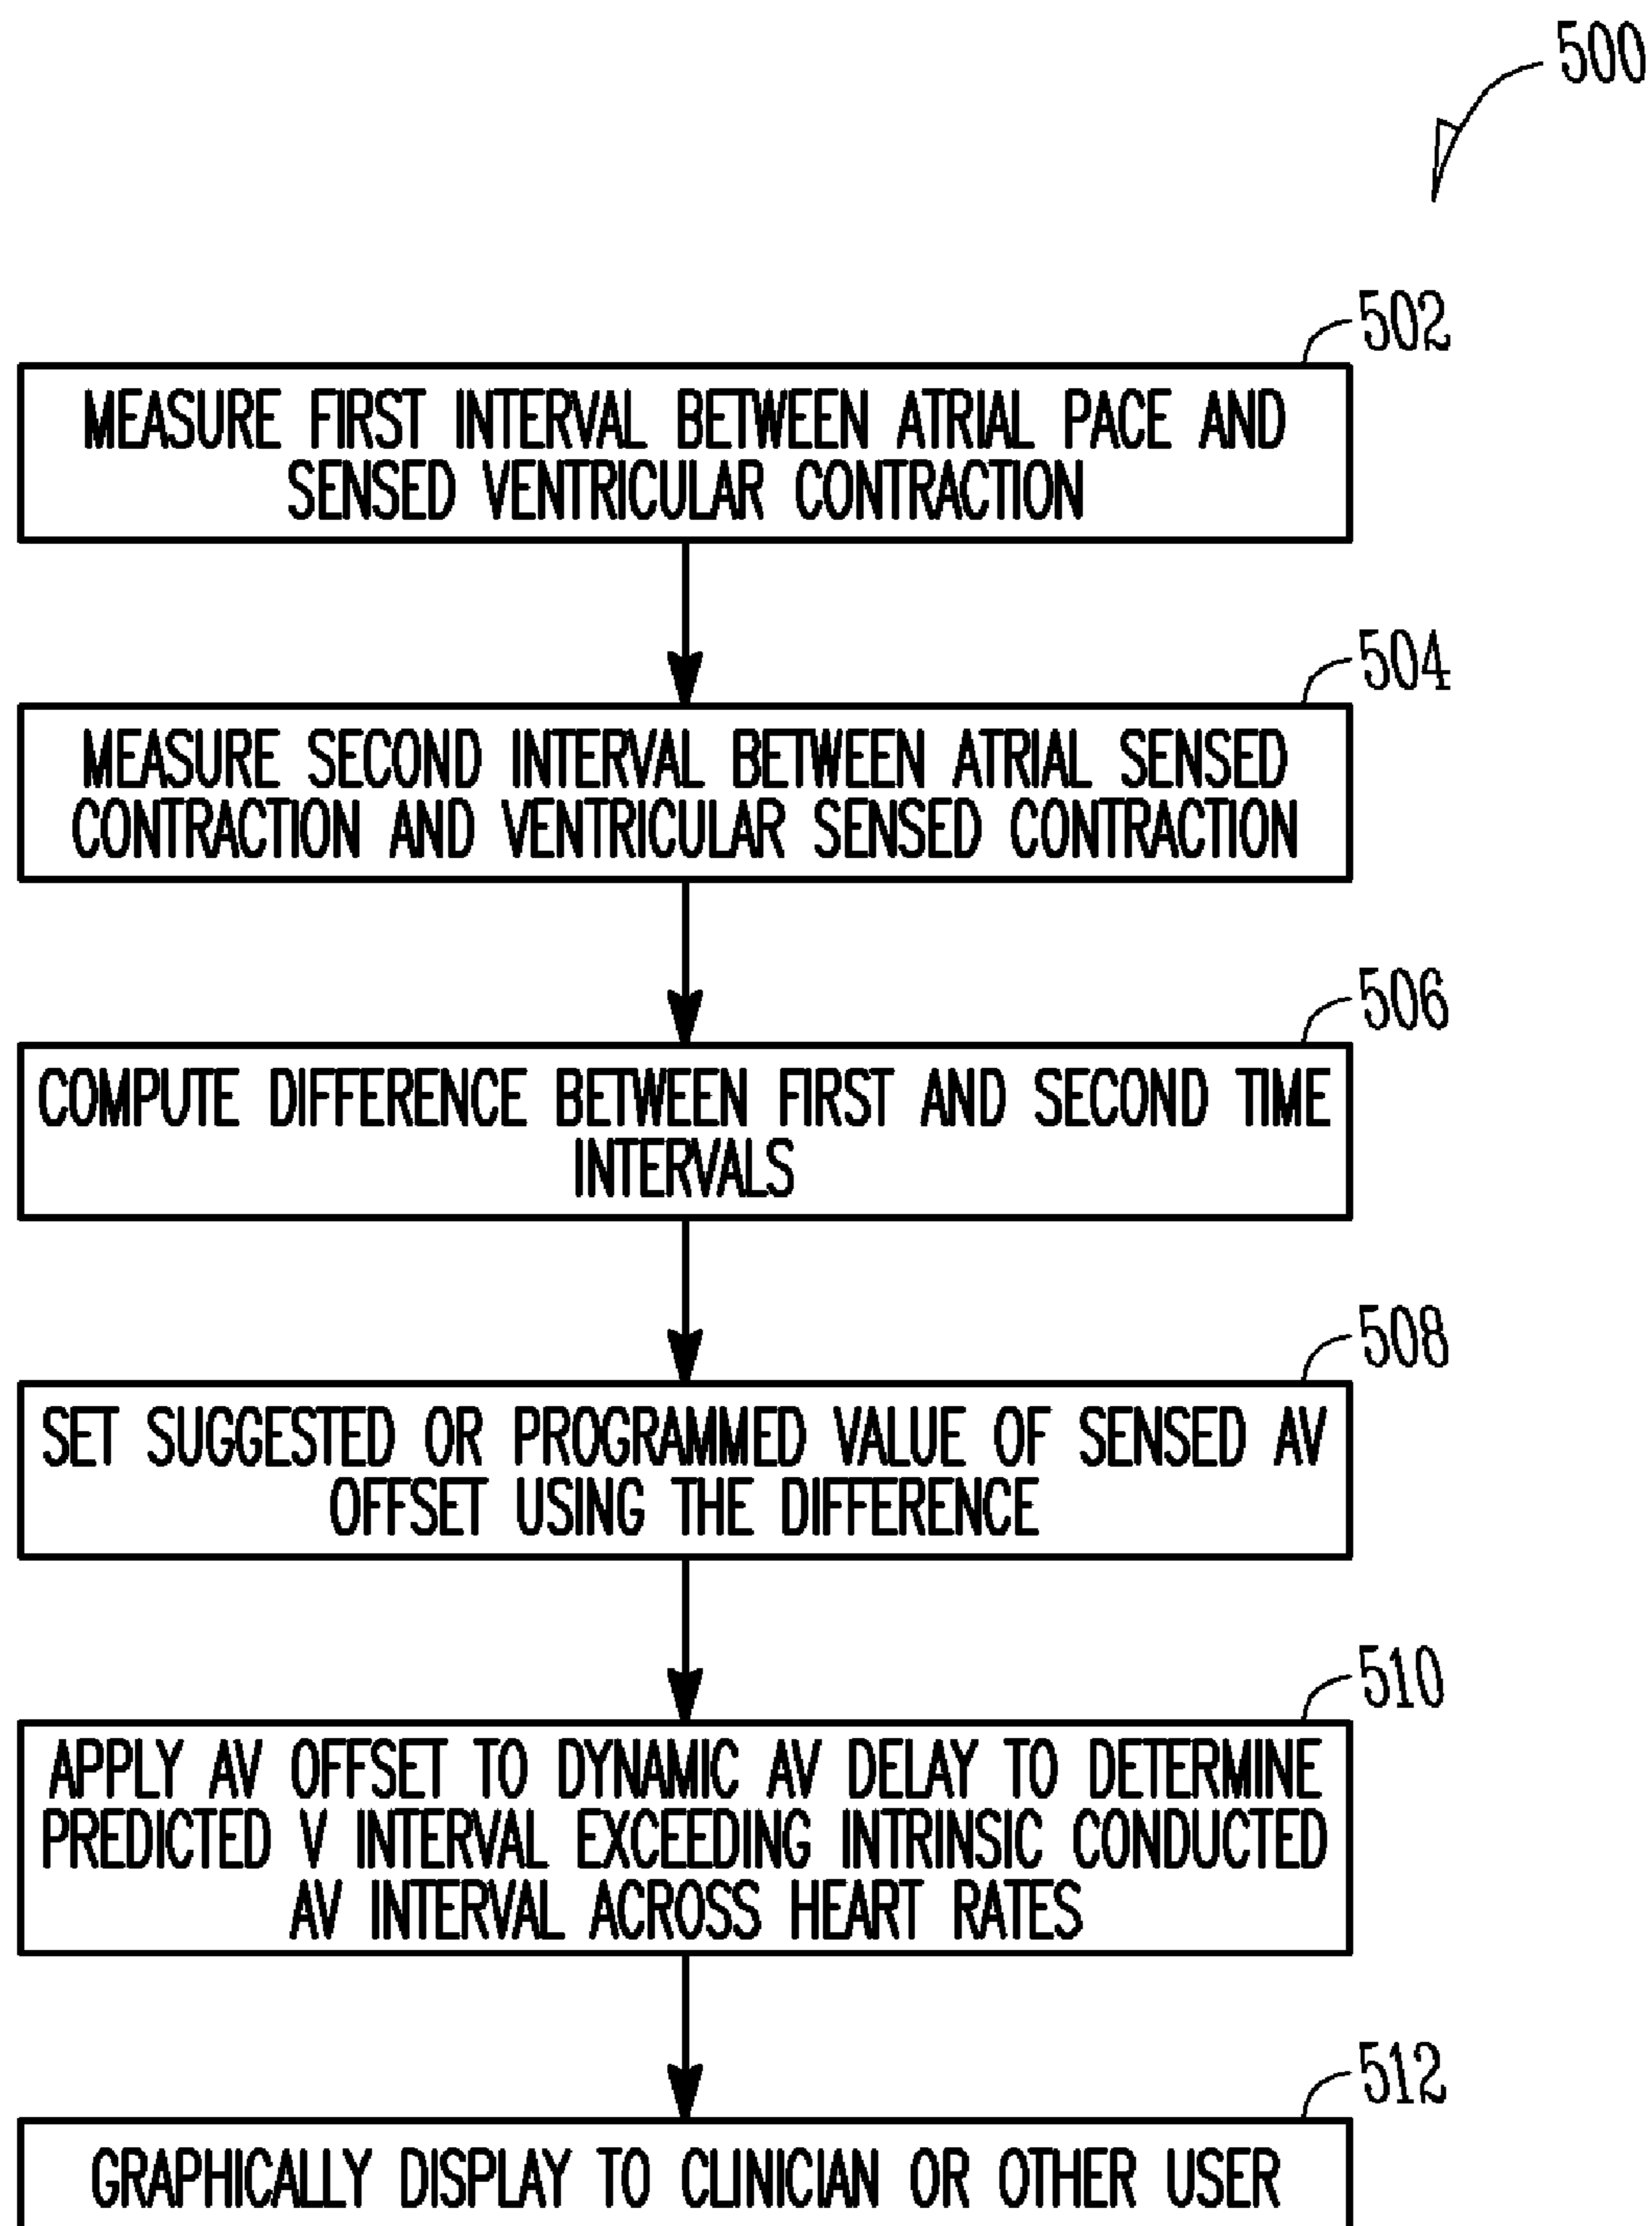 500
502
MEASURE FIRST INTERVAL BETWEEN ATRIAL PACE AND
SENSED VENTRICULAR CONTRACTION
504
MEASURE SECOND INTERVAL BETWEEN ATRIAL SENSED
CONTRACTION AND VENTRICULAR SENSED CONTRACTION
506
COMPUTE DIFFERENCE BETWEEN FIRST AND SECOND TIME
INTERVALS
508
SET SUGGESTED OR PROGRAMMED VALUE OF SENSED AV
OFFSET USING THE DIFFERENCE
510
APPLY AV OFFSET TO DYNAMIC AV DELAY TO DETERMINE
PREDICTED V INTERVAL EXCEEDING INTRINSIC CONDUCTED
AV INTERVAL ACROSS HEART RATES
512
GRAPHICALLY DISPLAY TO CLINICIAN OR OTHER USER